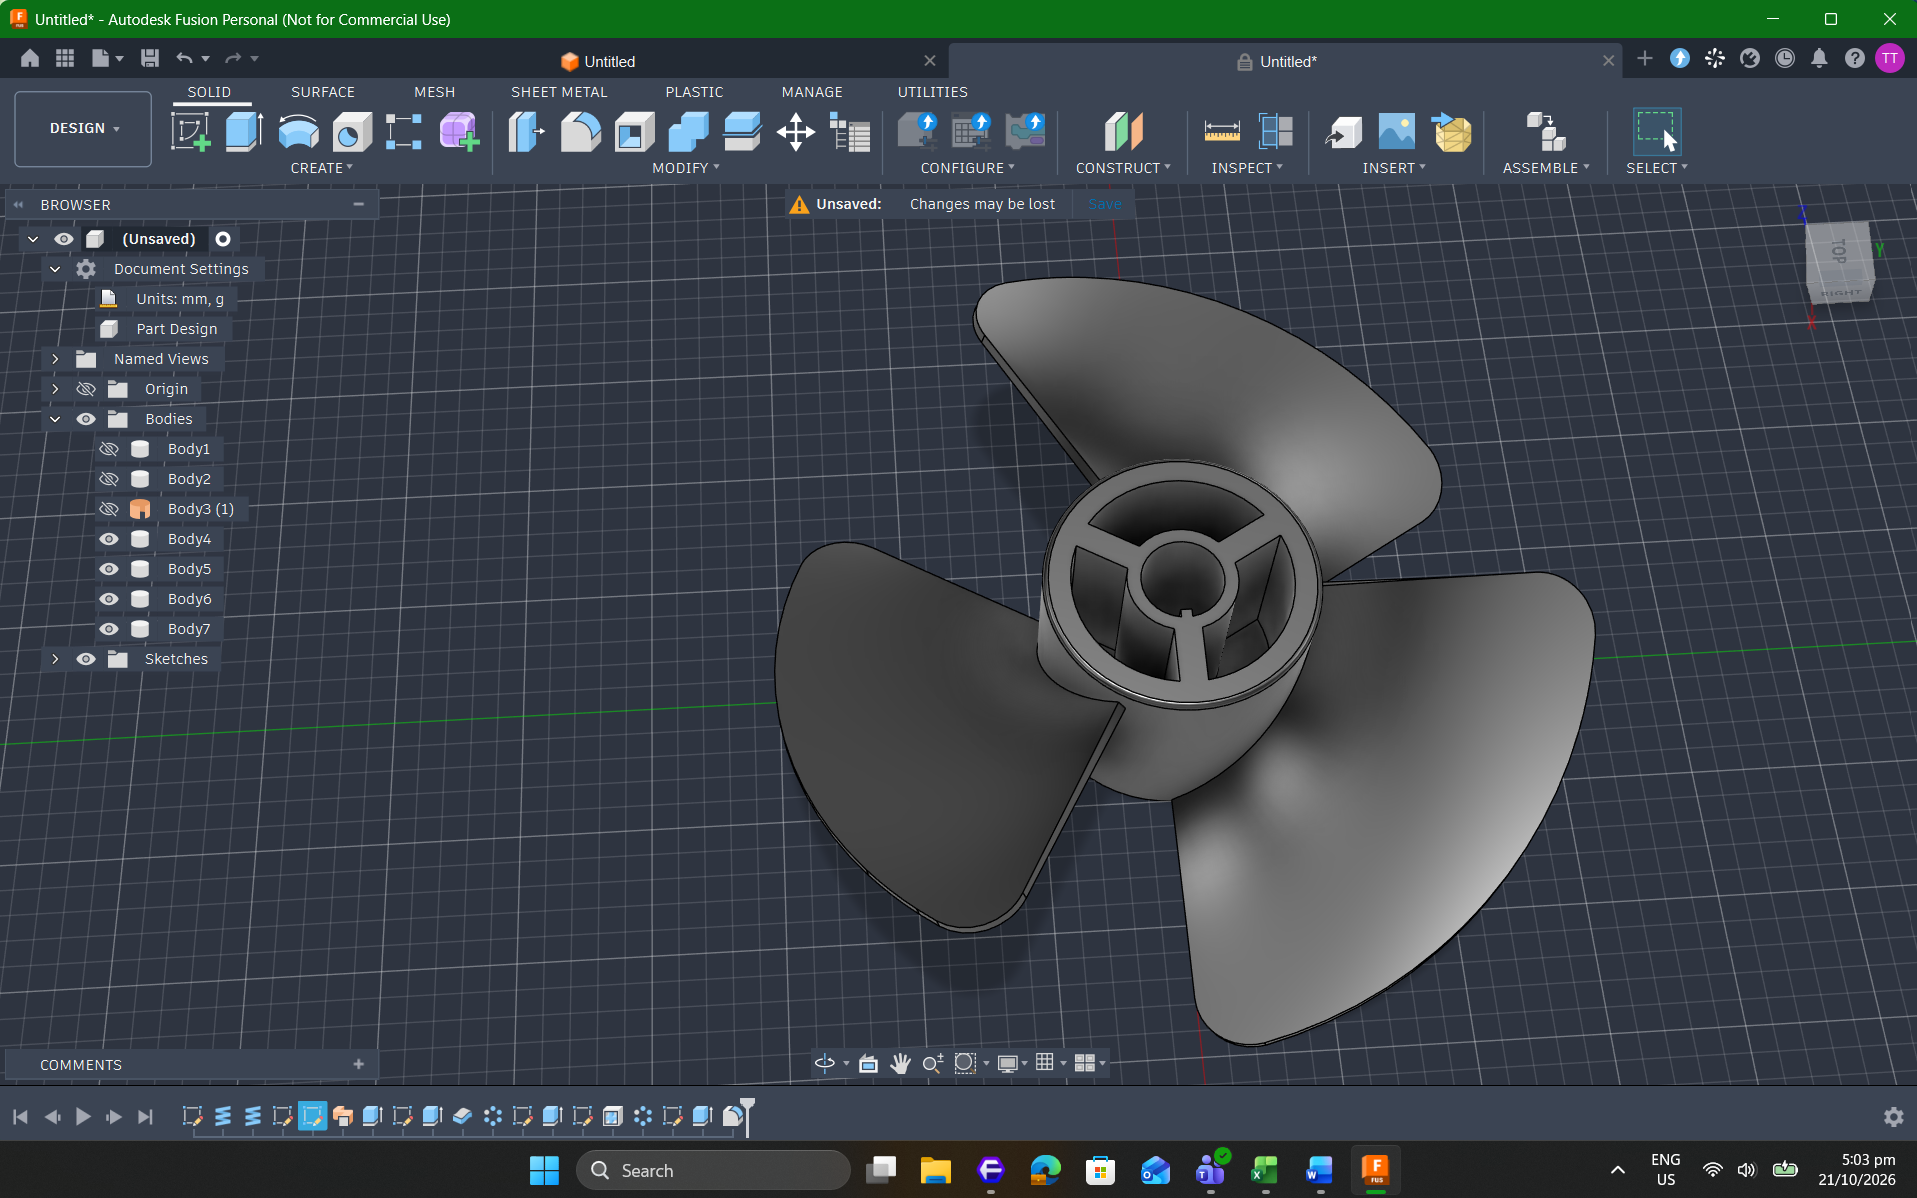 Untitled* - Autodesk Fusion Personal (Not for Commercial Use)
Untitled
Untitled*
TT
DESIGN
SOLID
SURFACE
MESH
SHEET METAL
PLASTIC
MANAGE
UTILITIES
CREATE
MODIFY
CONFIGURE
CONSTRUCT
INSPECT
INSERT
ASSEMBLE
SELECT
BROWSER
Unsaved: Changes may be lost Save
(Unsaved)
Document Settings
Units: mm, g
Part Design
Named Views
Origin
Bodies
Body1
Body2
Body3 (1)
Body4
Body5
Body6
Body7
Sketches
Z
TOP
Y
RIGHT
X
COMMENTS
Search
ENG
US
5:03 pm
21/10/2026